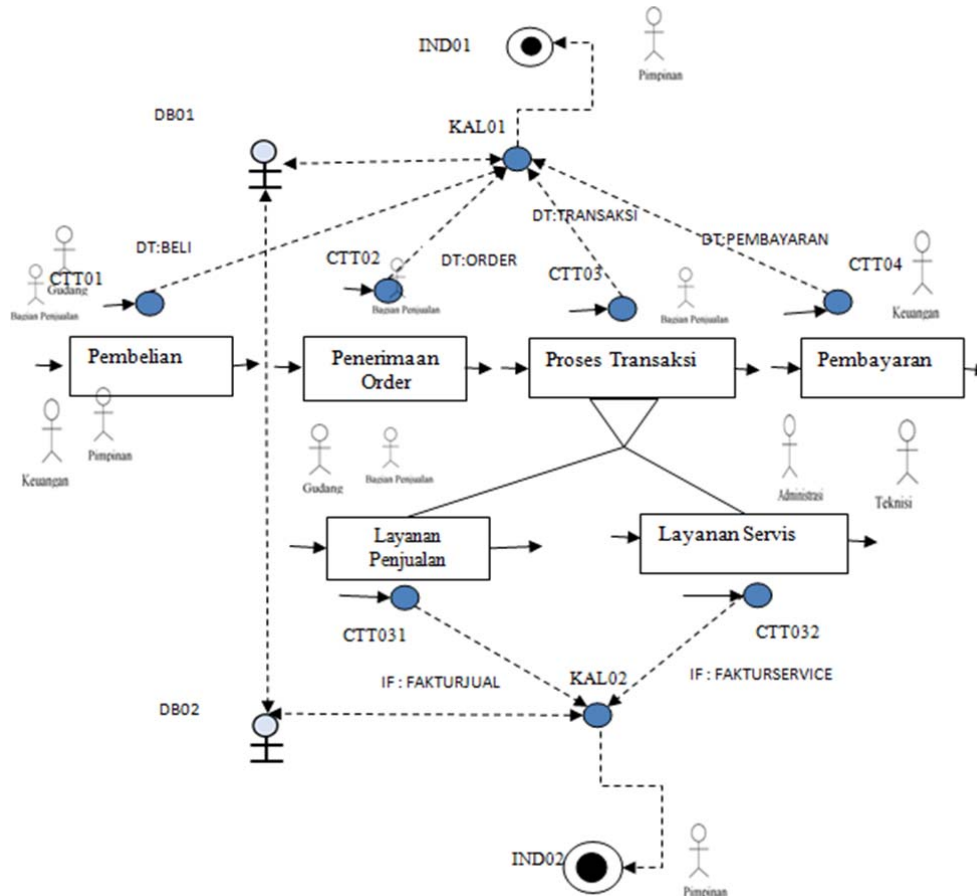 IND01
Pimpinan
DB01
KAL01
DT:TRANSAKSI
DT:BELI
CTT02
DT:ORDER
DT:PEMBAYARAN
CTT01
Gudang
CTT03
CTT04
Bagian Penjualan
Bagian Penjualan
Bagian Penjualan
Keuangan
Pembelian
Penerimaan
Order
Proses Transaksi
Pembayaran
Keuangan
Pimpinan
Gudang
Bagian Penjualan
Administrasi
Teknisi
Layanan
Penjualan
Layanan Servis
CTT031
CTT032
IF : FAKTURJUAL
KAL02
IF : FAKTURSERVICE
DB02
IND02
Pimpinan